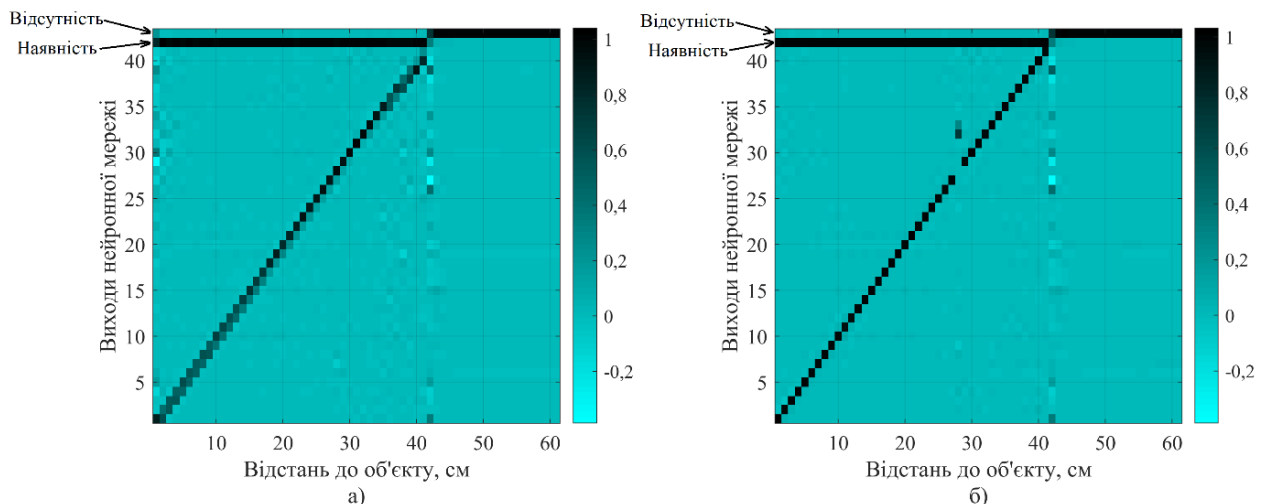 Відсутність
Наявність
40
35
30
25
20
15
10
5
Виходи нейронної мережі
10 20 30 40 50 60
Відстань до об'єкту, см
а)
1
0,8
0,6
0,4
0,2
0
-0,2
Відсутність
Наявність
40
35
30
25
20
15
10
5
Виходи нейронної мережі
10 20 30 40 50 60
Відстань до об'єкту, см
б)
1
0,8
0,6
0,4
0,2
0
-0,2